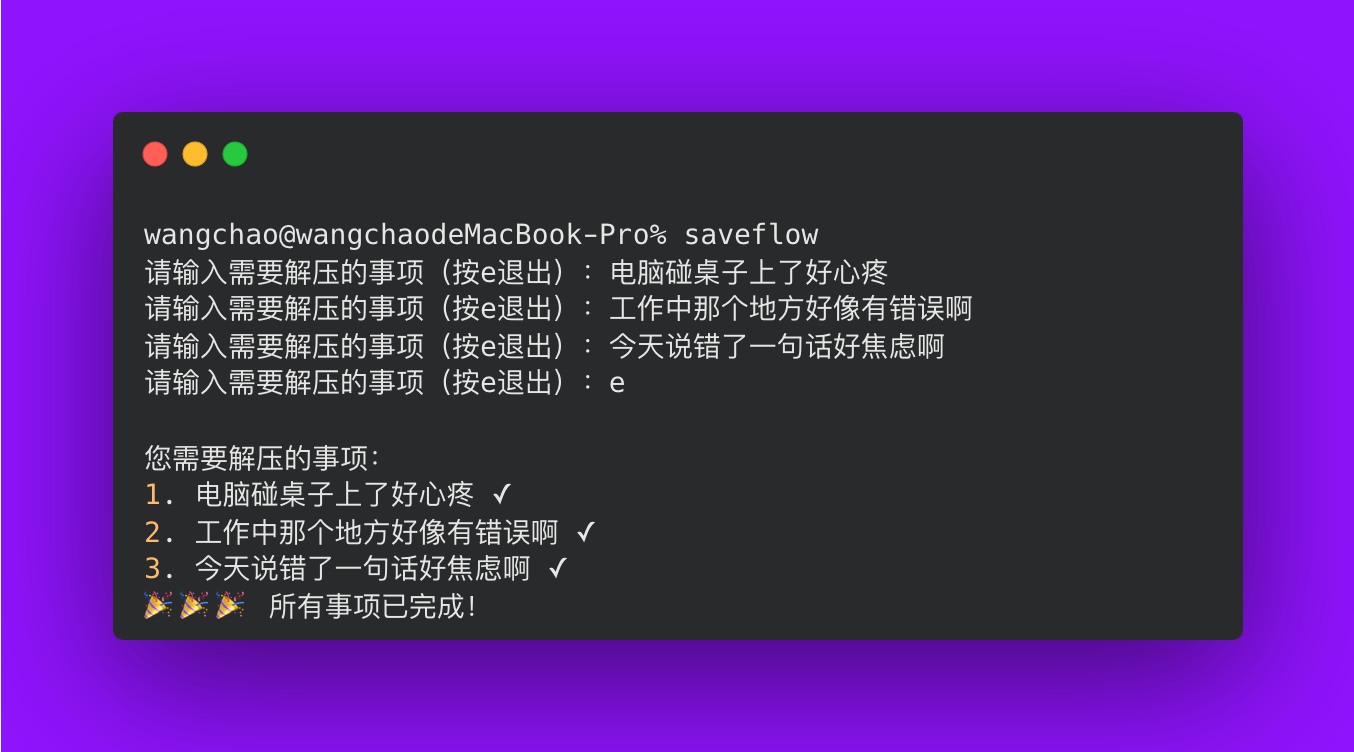 wangchao@wangchaodeMacBook-Pro% saveflow
请输入需要解压的事项（按e退出）：电脑碰桌子上了好心疼
请输入需要解压的事项（按e退出）：工作中那个地方好像有错误啊
请输入需要解压的事项（按e退出）：今天说错了一句话好焦虑啊
请输入需要解压的事项（按e退出）：e
您需要解压的事项：
1. 电脑碰桌子上了好心疼 ✓
2. 工作中那个地方好像有错误啊 ✓
3. 今天说错了一句话好焦虑啊 ✓
🎉🎉🎉 所有事项已完成！